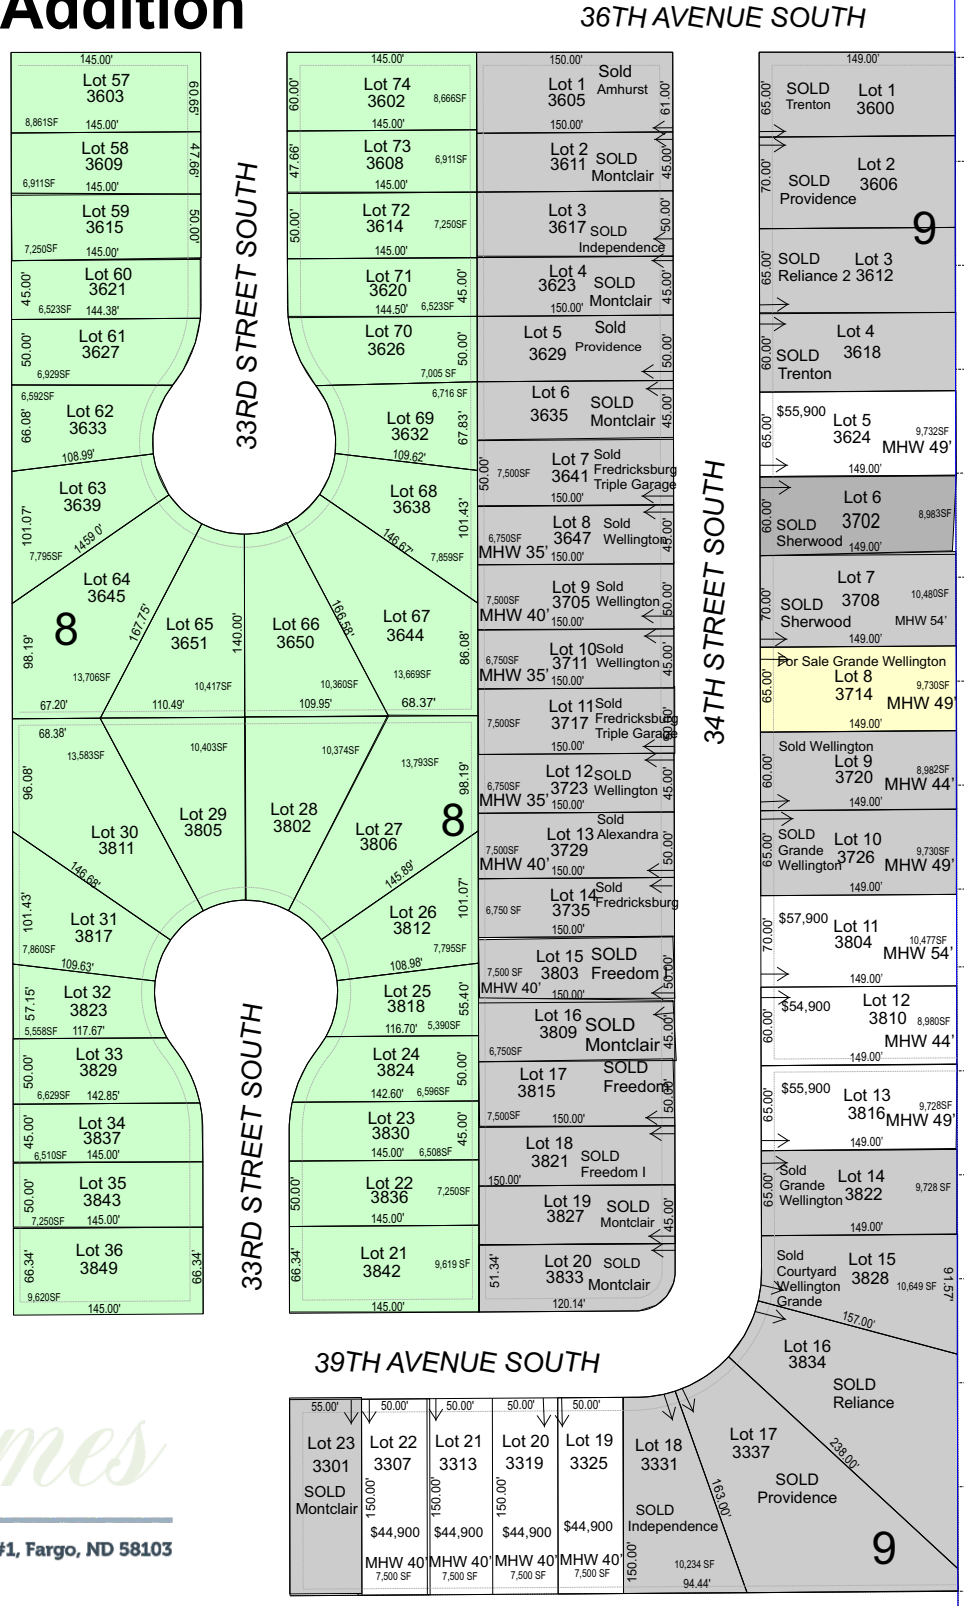 Addition
36TH AVENUE SOUTH
145.00'
Lot 57
3603
60.65'
8,861SF
145.00'
Lot 58
3609
47.66'
6,911SF
145.00'
Lot 59
3615
50.00'
7,250SF
145.00'
Lot 60
3621
45.00'
6,523SF
144.38'
Lot 61
3627
50.00'
6,929SF
6,592SF
Lot 62
3633
66.08'
108.99'
Lot 63
3639
101.07'
7,795SF
1459.0'
Lot 64
3645
8
98.19'
167.75'
13,706SF
67.20'
Lot 65
3651
140.00'
10,417SF
110.49'
33RD STREET SOUTH
145.00'
Lot 74
3602
60.00'
8,666SF
145.00'
Lot 73
3608
47.66'
6,911SF
145.00'
Lot 72
3614
50.00'
7,250SF
145.00'
Lot 71
3620
45.00'
144.50'
6,523SF
Lot 70
3626
50.00'
7,005 SF
6,716 SF
Lot 69
3632
67.83'
109.62'
Lot 68
3638
101.43'
146.67'
7,859SF
Lot 67
3644
86.08'
13,669SF
68.37'
Lot 66
3650
166.58'
10,360SF
109.95'
68.38'
13,583SF
96.08'
Lot 30
3811
146.68'
10,403SF
Lot 29
3805
10,374SF
Lot 28
3802
13,793SF
98.19'
8
Lot 27
3806
145.89'
101.43'
Lot 31
3817
7,860SF
109.63'
57.15'
Lot 32
3823
5,558SF
117.67'
Lot 33
3829
50.00'
6,629SF
142.85'
Lot 34
3837
45.00'
6,510SF
145.00'
Lot 35
3843
50.00'
7,250SF
145.00'
Lot 36
3849
66.34'
66.34'
9,620SF
145.00'
33RD STREET SOUTH
Lot 26
3812
101.07'
7,795SF
108.98'
Lot 25
3818
55.40'
116.70'
5,390SF
Lot 24
3824
50.00'
142.60'
6,596SF
Lot 23
3830
45.00'
145.00'
6,508SF
Lot 22
3836
50.00'
7,250SF
145.00'
Lot 21
3842
66.34'
9,619 SF
145.00'
150.00'
Lot 1
3605
Sold
Amhurst
61.00'
150.00'
Lot 2
3611
SOLD
Montclair
45.00'
Lot 3
3617
SOLD
Independence
50.00'
Lot 4
3623
SOLD
Montclair
45.00'
150.00'
Lot 5
3629
Sold
Providence
50.00'
Lot 6
3635
SOLD
Montclair
45.00'
Lot 7
3641
Sold
Fredricksburg
Triple Garage
50.00'
7,500SF
150.00'
Lot 8
3647
Sold
Wellington
45.00'
6,750SF
MHW 35'
150.00'
Lot 9
3705
Sold
Wellington
50.00'
7,500SF
MHW 40'
150.00'
Lot 10
3711
Sold
Wellington
45.00'
6,750SF
MHW 35'
150.00'
Lot 11
3717
Sold
Fredricksburg
Triple Garage
50.00'
7,500SF
150.00'
Lot 12
3723
SOLD
Wellington
45.00'
6,750SF
MHW 35'
150.00'
Lot 13
3729
Sold
Alexandra
50.00'
7,500SF
MHW 40'
150.00'
Lot 14
3735
Sold
Fredricksburg
6,750 SF
150.00'
Lot 15
3803
SOLD
Freedom
50.00'
7,500 SF
MHW 40'
150.00'
Lot 16
3809
SOLD
Montclair
45.00'
6,750SF
Lot 17
3815
SOLD
Freedom
50.00'
7,500SF
150.00'
Lot 18
3821
SOLD
Freedom I
150.00'
Lot 19
3827
SOLD
Montclair
45.00'
Lot 20
3833
SOLD
Montclair
51.34'
120.14'
34TH STREET SOUTH
149.00'
SOLD
Trenton
Lot 1
3600
65.00'
Lot 2
3606
SOLD
Providence
70.00'
9
SOLD
Reliance 2
Lot 3
3612
65.00'
Lot 4
3618
SOLD
Trenton
60.00'
$55,900
Lot 5
3624
65.00'
9,732SF
MHW 49'
149.00'
Lot 6
3702
SOLD
Sherwood
60.00'
8,983SF
149.00'
Lot 7
3708
SOLD
Sherwood
70.00'
10,480SF
MHW 54'
149.00'
For Sale Grande Wellington
Lot 8
3714
65.00'
9,730SF
MHW 49'
149.00'
Sold Wellington
Lot 9
3720
60.00'
8,982SF
MHW 44'
149.00'
SOLD
Grande
Wellington
Lot 10
3726
65.00'
9,730SF
MHW 49'
149.00'
$57,900
Lot 11
3804
70.00'
10,477SF
MHW 54'
149.00'
$54,900
Lot 12
3810
60.00'
8,980SF
MHW 44'
149.00'
$55,900
Lot 13
3816
65.00'
9,728SF
MHW 49'
149.00'
Sold
Grande
Wellington
Lot 14
3822
65.00'
9,728 SF
149.00'
Sold
Courtyard
Wellington
Grande
Lot 15
3828
10,649 SF
91.57'
157.00'
Lot 16
3834
SOLD
Reliance
238.00'
Lot 17
3337
SOLD
Providence
9
163.00'
39TH AVENUE SOUTH
55.00'
Lot 23
3301
SOLD
Montclair
50.00'
Lot 22
3307
150.00'
$44,900
MHW 40'
7,500 SF
50.00'
Lot 21
3313
150.00'
$44,900
MHW 40'
7,500 SF
50.00'
Lot 20
3319
150.00'
$44,900
MHW 40'
7,500 SF
50.00'
Lot 19
3325
$44,900
MHW 40'
7,500 SF
Lot 18
3331
SOLD
Independence
150.00'
10,234 SF
94.44'
mes
#1, Fargo, ND 58103